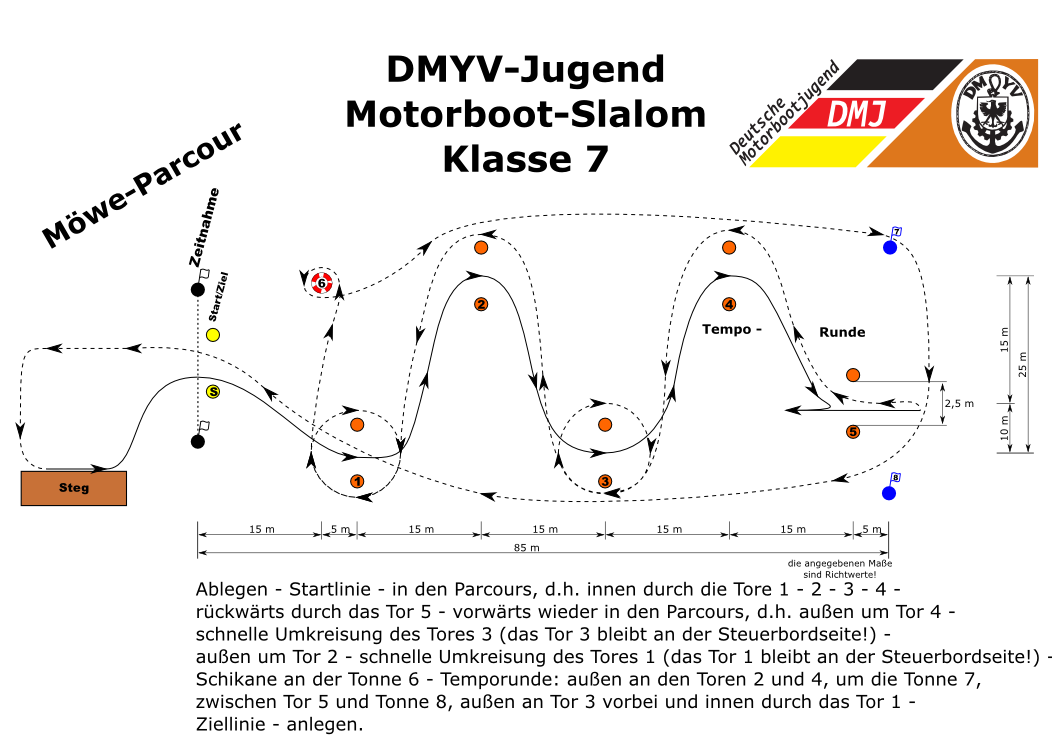 DMYV-Jugend
Motorboot-Slalom
Klasse 7
Deutsche
Motorbootjugend
DMJ
DMYV
Möwe-Parcour
Zeitnahme
Start/Ziel
S
6
2
4
7
Tempo -
Runde
15 m
25 m
2,5 m
10 m
5
1
3
8
Steg
15 m
5 m
15 m
15 m
15 m
15 m
5 m
85 m
die angegebenen Maße
sind Richtwerte!
Ablegen - Startlinie - in den Parcours, d.h. innen durch die Tore 1 - 2 - 3 - 4 -
rückwärts durch das Tor 5 - vorwärts wieder in den Parcours, d.h. außen um Tor 4 -
schnelle Umkreisung des Tores 3 (das Tor 3 bleibt an der Steuerbordseite!) -
außen um Tor 2 - schnelle Umkreisung des Tores 1 (das Tor 1 bleibt an der Steuerbordseite!) -
Schikane an der Tonne 6 - Temporunde: außen an den Toren 2 und 4, um die Tonne 7,
zwischen Tor 5 und Tonne 8, außen an Tor 3 vorbei und innen durch das Tor 1 -
Ziellinie - anlegen.